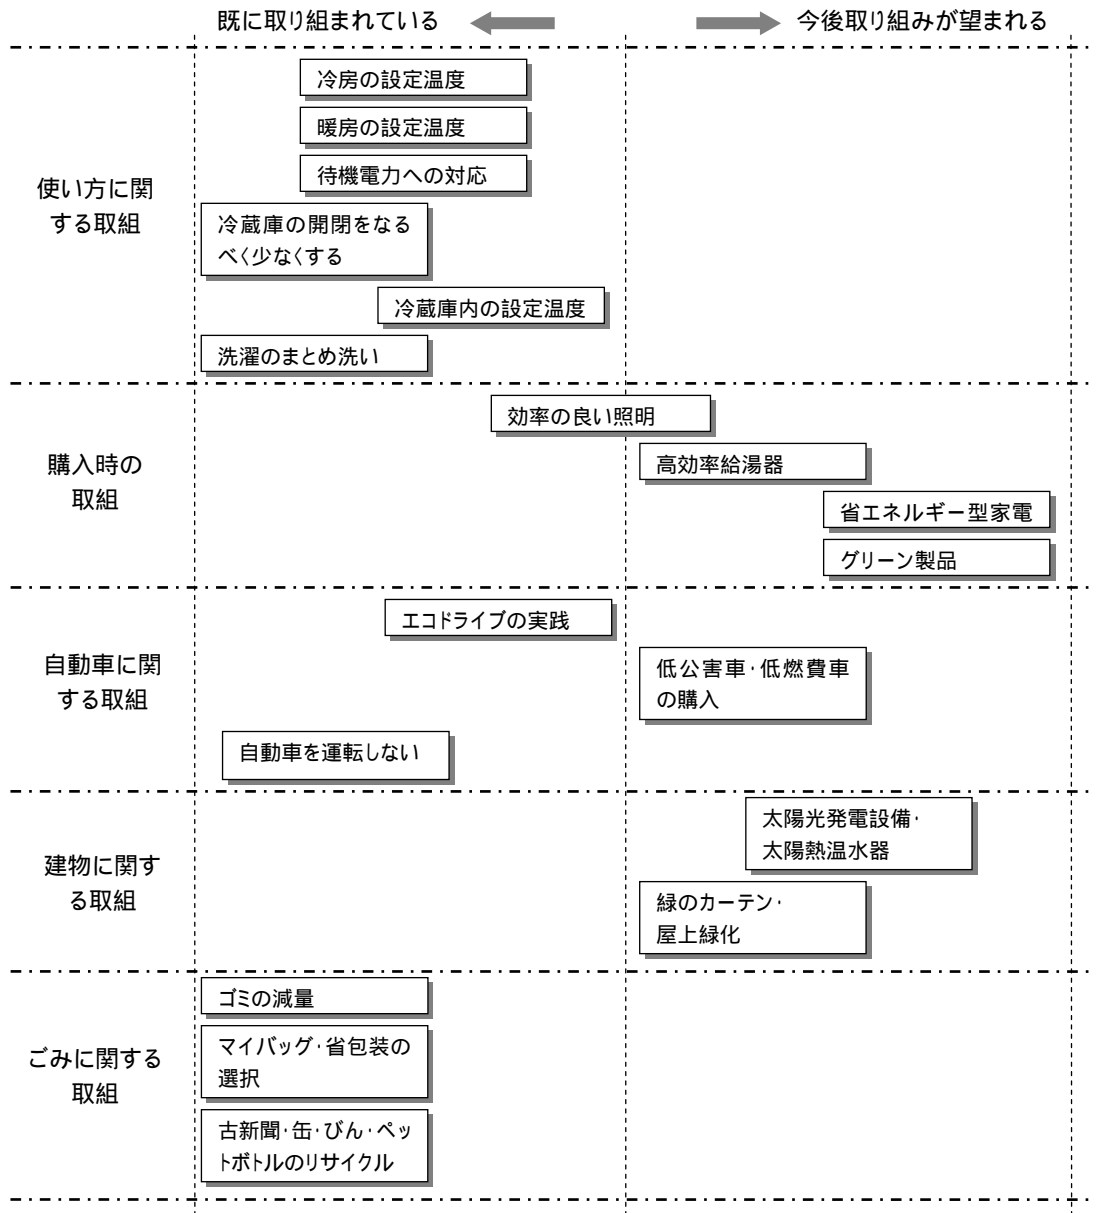 既に取り組まれている
今後取り組みが望まれる
使い方に関
する取組
冷房の設定温度
暖房の設定温度
待機電力への対応
冷蔵庫の開閉をなる
べく少なくする
冷蔵庫内の設定温度
洗濯のまとめ洗い
購入時の
取組
効率の良い照明
高効率給湯器
省エネルギー型家電
グリーン製品
自動車に関
する取組
エコドライブの実践
低公害車・低燃費車
の購入
自動車を運転しない
建物に関す
る取組
太陽光発電設備・
太陽熱温水器
緑のカーテン・
屋上緑化
ごみに関する
取組
ゴミの減量
マイバッグ・省包装の
選択
古新聞・缶・びん・ペッ
トボトルのリサイクル